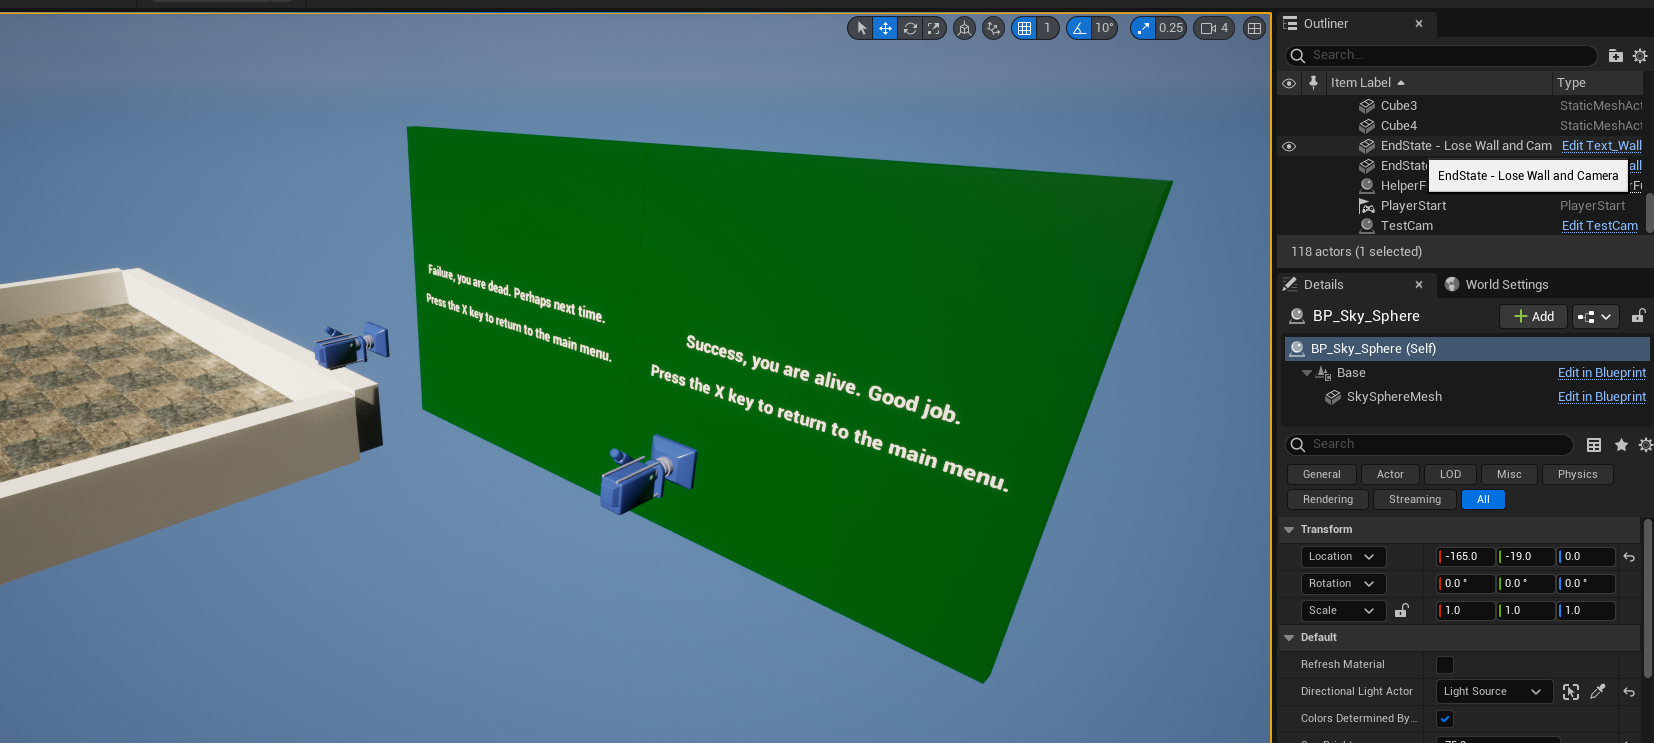 1
10°
0.25
4
Outliner
Search...
Item Label
Type
Cube3
StaticMeshAct
Cube4
StaticMeshAct
EndState - Lose Wall and Cam
Edit Text_Wall
EndState
EndState - Lose Wall and Camera
HelperF
PlayerStart
PlayerStart
TestCam
Edit TestCam
118 actors (1 selected)
Details
World Settings
BP_Sky_Sphere
Add
BP_Sky_Sphere (Self)
Base
Edit in Blueprint
SkySphereMesh
Edit in Blueprint
Search
General
Actor
LOD
Misc
Physics
Rendering
Streaming
All
Transform
Location
-165.0
-19.0
0.0
Rotation
0.0 °
0.0 °
0.0 °
Scale
1.0
1.0
1.0
Default
Refresh Material
Directional Light Actor
Light Source
Colors Determined By...
Failure, you are dead. Perhaps next time.
Press the X key to return to the main menu.
Success, you are alive. Good job.
Press the X key to return to the main menu.